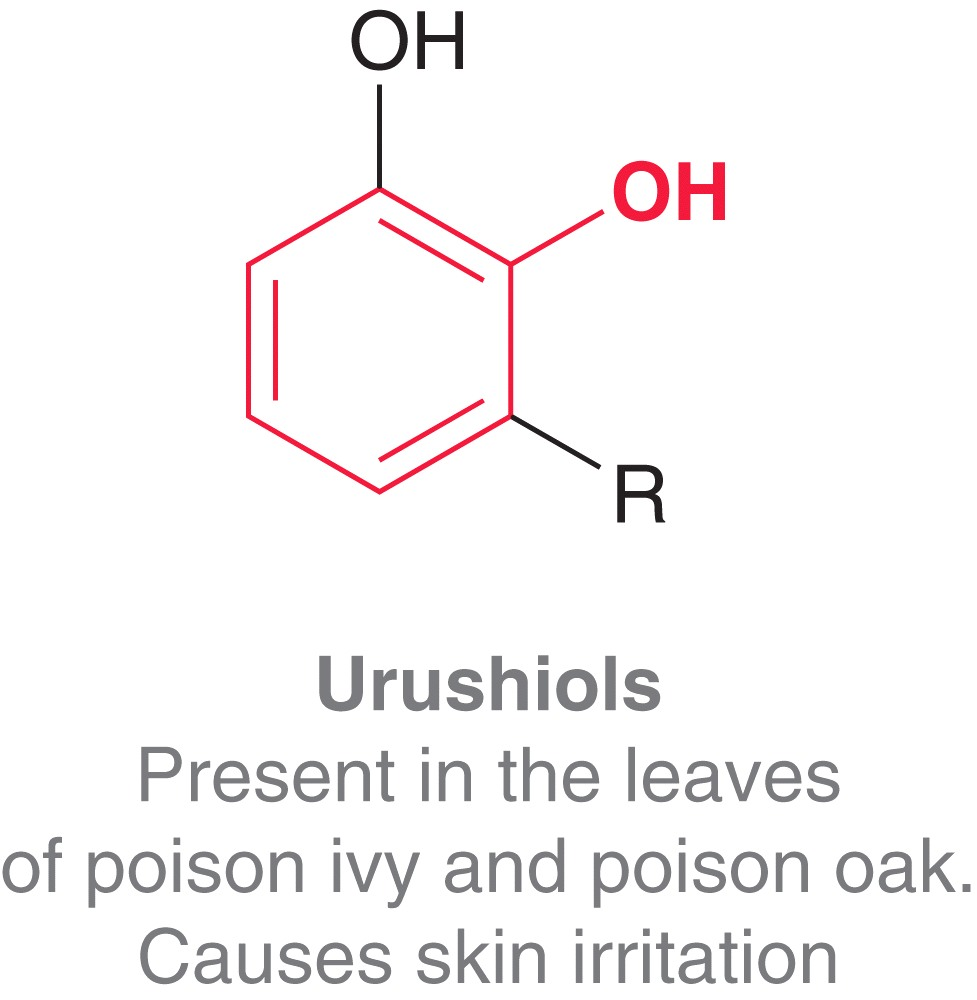 OH
OH
R
Urushiols
Present in the leaves
of poison ivy and poison oak.
Causes skin irritation